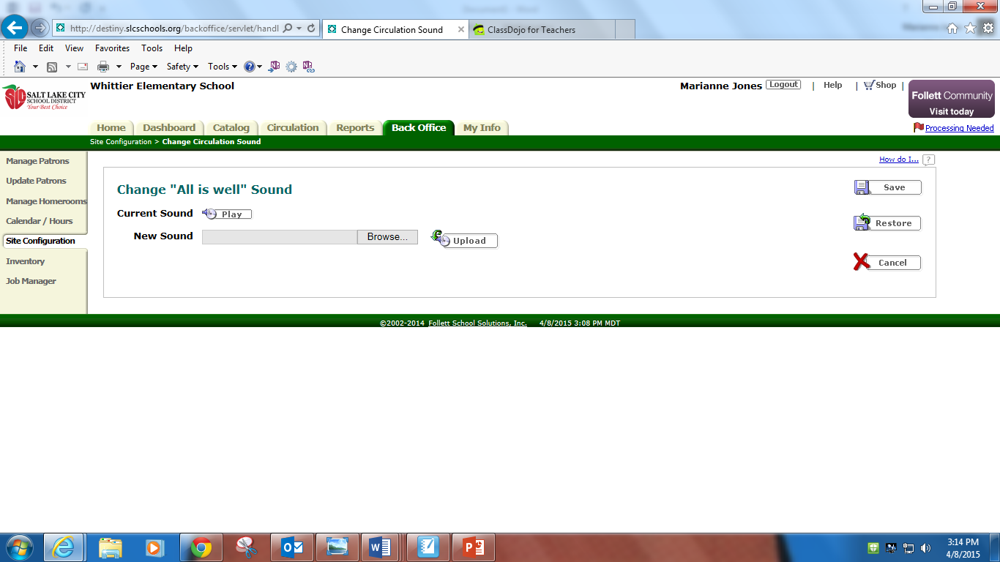 http://destiny.slcschools.org/backoffice/servlet/handl
Change Circulation Sound
ClassDojo for Teachers
File Edit View Favorites Tools Help
Page Safety Tools
SALT LAKE CITY
SCHOOL DISTRICT
Your Best Choice
Whittier Elementary School
Marianne Jones Logout | Help | Shop |
Follett Community
Visit today
Home Dashboard Catalog Circulation Reports Back Office My Info
Processing Needed
Site Configuration > Change Circulation Sound
How do I... ?
Manage Patrons
Update Patrons
Manage Homerooms
Calendar / Hours
Site Configuration
Inventory
Job Manager
Change "All is well" Sound
Current Sound Play
New Sound Browse... Upload
Save
Restore
Cancel
©2002-2014 Follett School Solutions, Inc. 4/8/2015 3:08 PM MDT
3:14 PM
4/8/2015